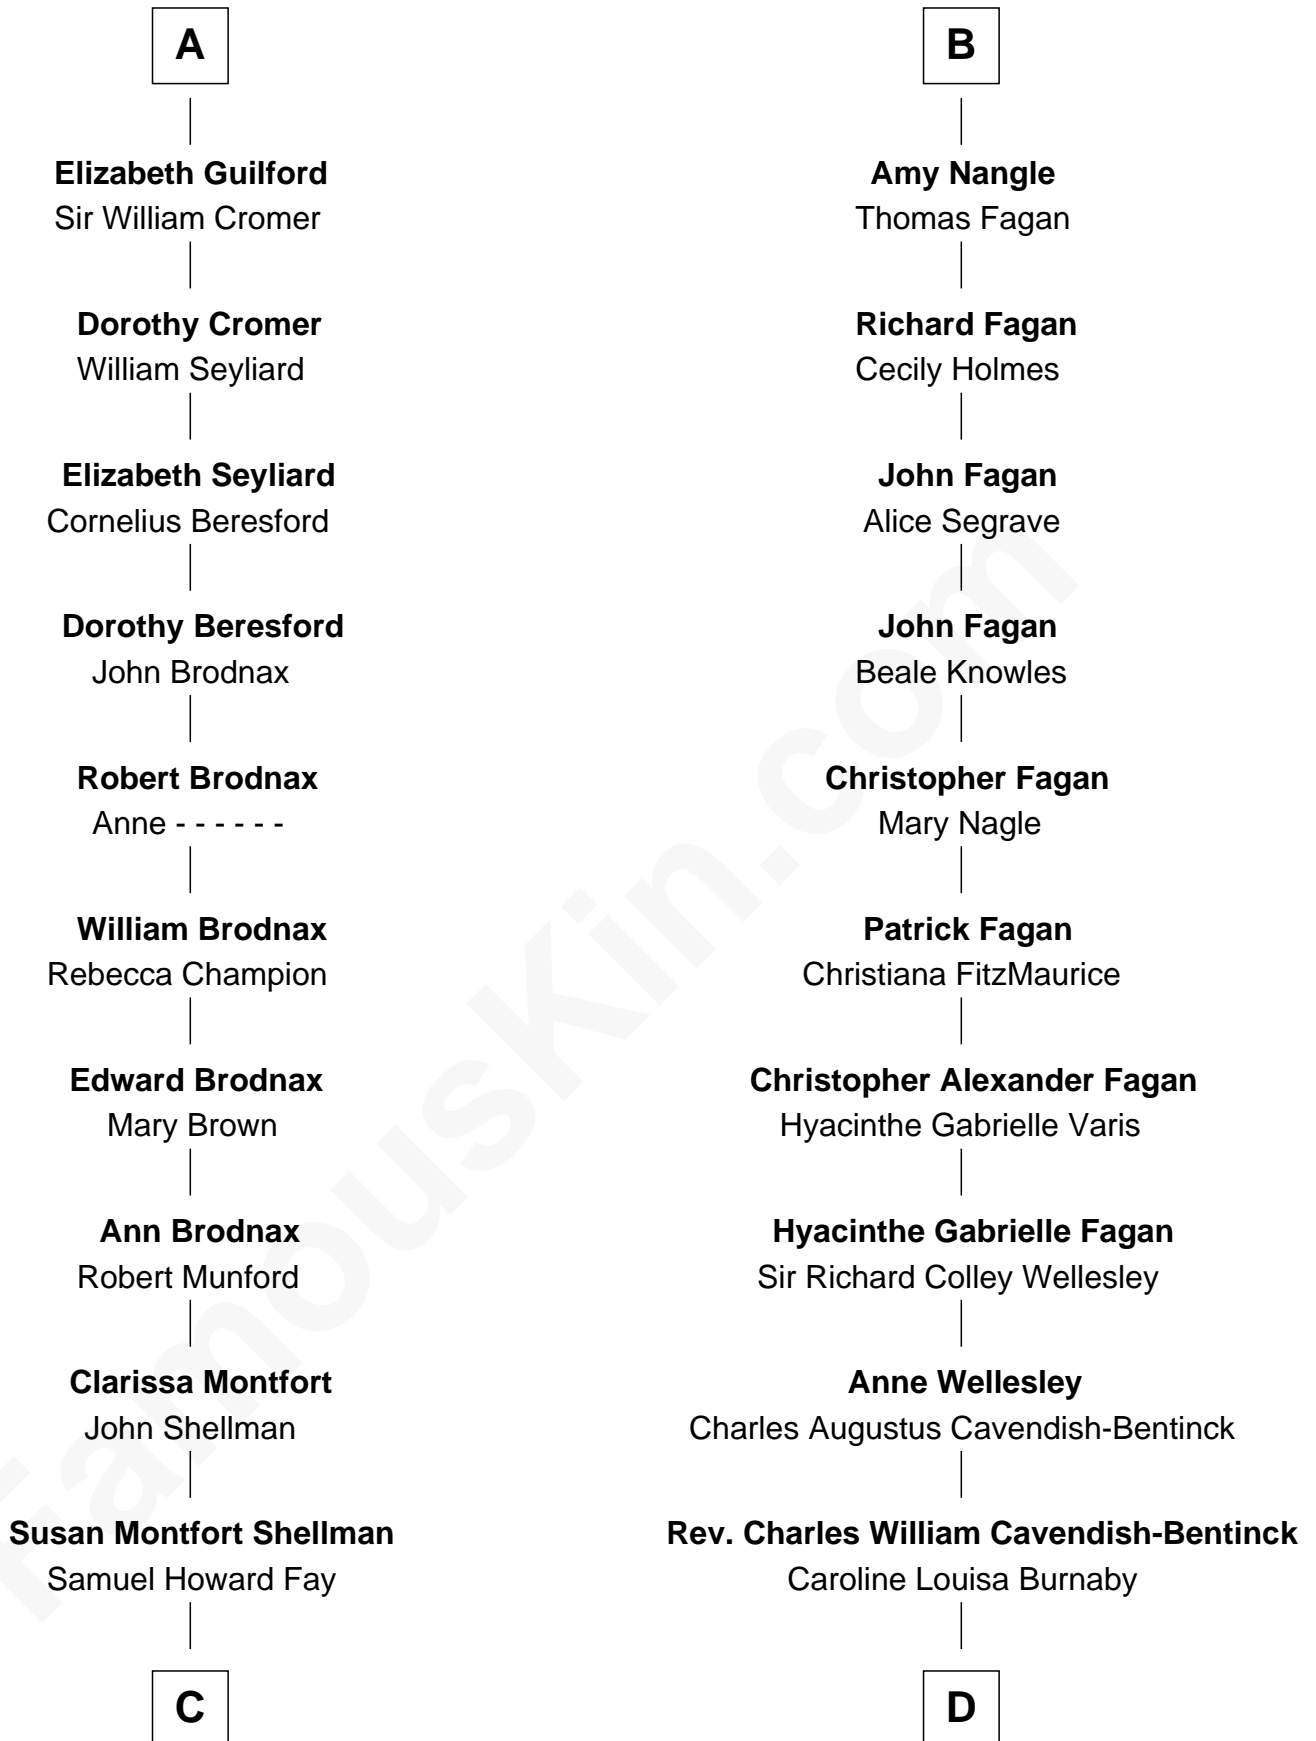 A
Elizabeth Guilford
Sir William Cromer
Dorothy Cromer
William Seyliard
Elizabeth Seyliard
Cornelius Beresford
Dorothy Beresford
John Brodnax
Robert Brodnax
Anne - - - - - -
William Brodnax
Rebecca Champion
Edward Brodnax
Mary Brown
Ann Brodnax
Robert Munford
Clarissa Montfort
John Shellman
Susan Montfort Shellman
Samuel Howard Fay
C
B
Amy Nangle
Thomas Fagan
Richard Fagan
Cecily Holmes
John Fagan
Alice Segrave
John Fagan
Beale Knowles
Christopher Fagan
Mary Nagle
Patrick Fagan
Christiana FitzMaurice
Christopher Alexander Fagan
Hyacinthe Gabrielle Varis
Hyacinthe Gabrielle Fagan
Sir Richard Colley Wellesley
Anne Wellesley
Charles Augustus Cavendish-Bentinck
Rev. Charles William Cavendish-Bentinck
Caroline Louisa Burnaby
D
FamousKin.com